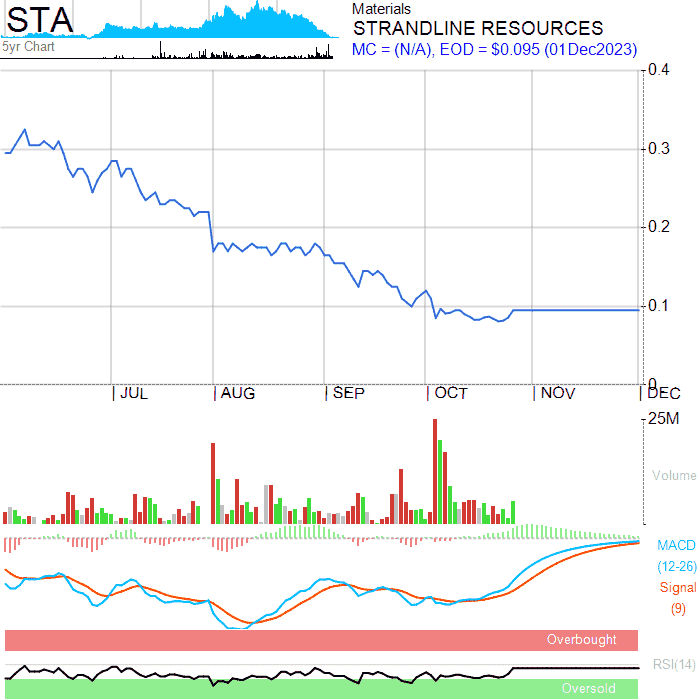 STA
5yr Chart
Materials
STRANDLINE RESOURCES
MC = (N/A), EOD = $0.095 (01Dec2023)
0.4
0.3
0.2
0.1
0
JUL AUG SEP OCT NOV DEC
25M
Volume
MACD
(12-26)
Signal
(9)
Overbought
RSI(14)
Oversold